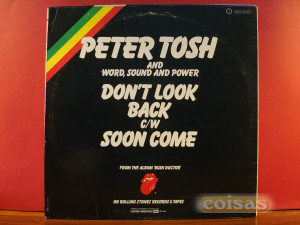 PETER TOSH
AND
WORD, SOUND AND POWER
DON'T LOOK
BACK
C/W
SOON COME
FROM THE ALBUM 'BUSH DOCTOR'
ON ROLLING STONES RECORDS & TAPES
coisas